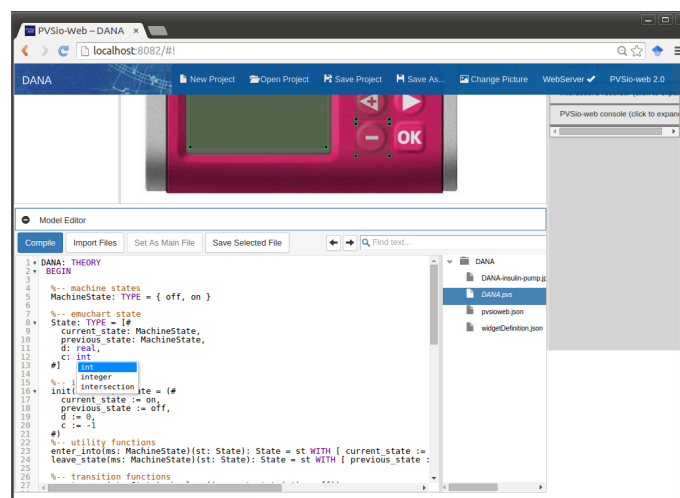 PVSio-Web – DANA ×
localhost:8082/#!
DANA New Project Open Project Save Project Save As... Change Picture WebServer ✔ PVSio-web 2.0
PVSio-web console (click to expan
OK
Model Editor
Compile Import Files Set As Main File Save Selected File Find text...
1 DANA: THEORY
2 BEGIN
3
4 %-- machine states
5 MachineState: TYPE = { off, on }
6
7 %-- emuchart state
8 State: TYPE = [#
9 current_state: MachineState,
10 previous_state: MachineState,
11 d: real,
12 c: int
13 #]
14
15 %-- i
16 init( te = (#
17 current_state := on,
18 previous_state := off,
19 d := 0,
20 c := -1
21 #)
22 %-- utility functions
23 enter_into(ms: MachineState)(st: State): State = st WITH [ current_state :=
24 leave_state(ms: MachineState)(st: State): State = st WITH [ previous_state :
25
26 %-- transition functions
27
int
integer
intersection
DANA
DANA-insulin-pump.jp
DANA.pvs
pvsioweb.json
widgetDefinition.json